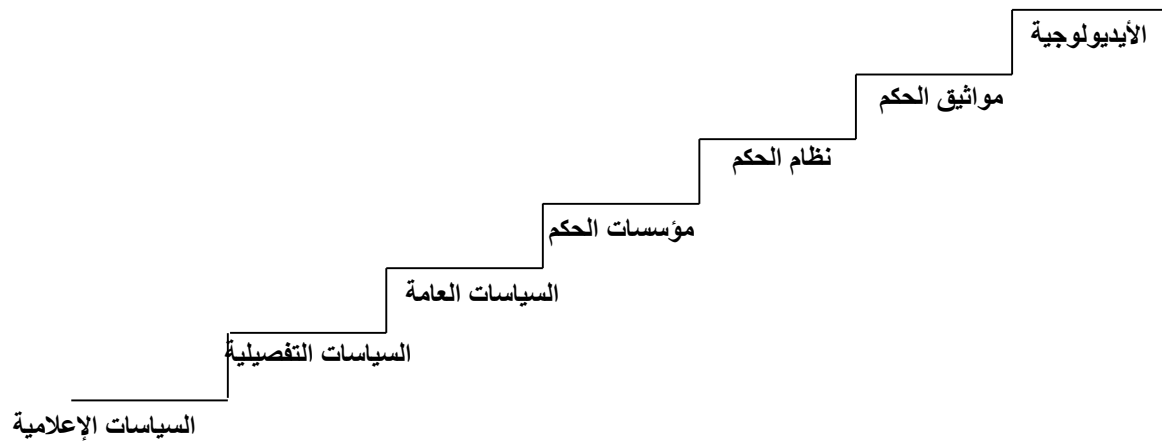 الأيديولوجية
مواثيق الحكم
نظام الحكم
مؤسسات الحكم
السياسات العامة
السياسات التفصيلية
السياسات الإعلامية